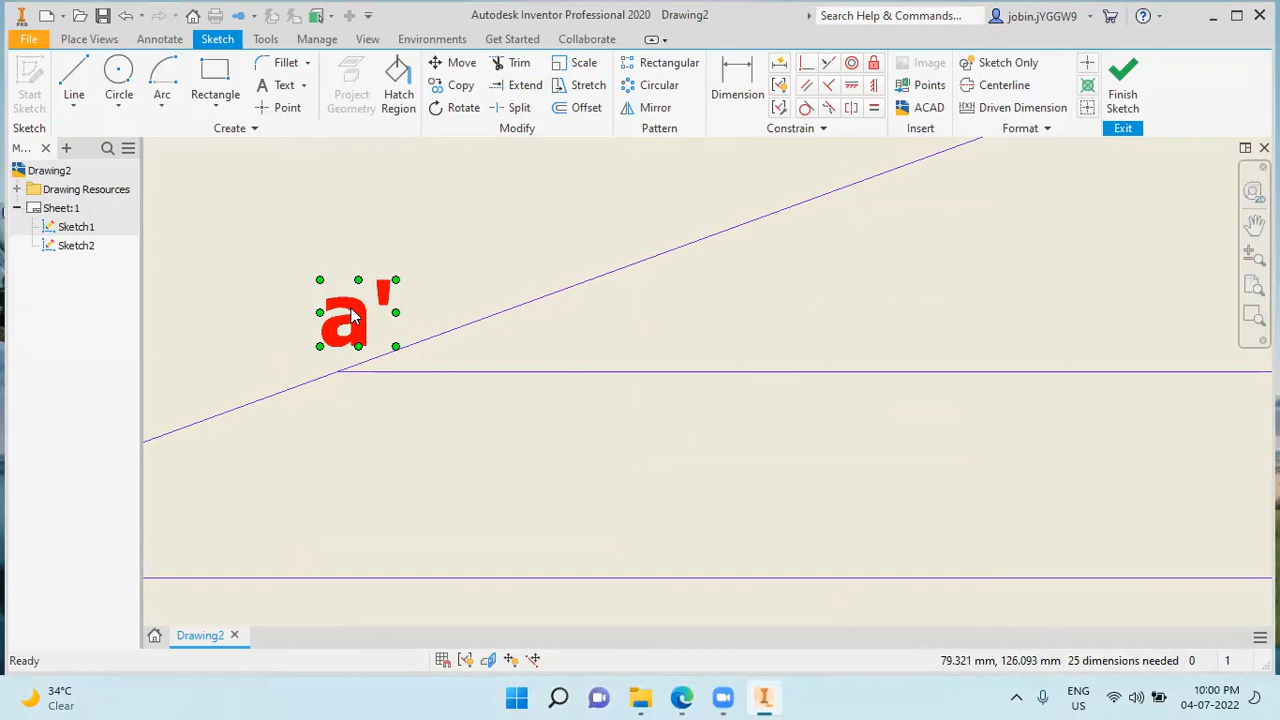 PRO
Autodesk Inventor Professional 2020 Drawing2
Search Help & Commands...
jobin.jYGGW9
File
Place Views
Annotate
Sketch
Tools
Manage
View
Environments
Get Started
Collaborate
Start Sketch
Line
Circle
Arc
Rectangle
Fillet
Text
Point
Project Geometry
Hatch Region
Move
Copy
Rotate
Trim
Extend
Split
Scale
Stretch
Offset
Rectangular
Circular
Mirror
Dimension
Image
Points
ACAD
Sketch Only
Centerline
Driven Dimension
Finish Sketch
Sketch
Create
Modify
Pattern
Constrain
Insert
Format
Exit
M...
Drawing2
Drawing Resources
Sheet:1
Sketch1
Sketch2
a'
2D
Drawing2
Ready
79.321 mm, 126.093 mm 25 dimensions needed 0 1
34°C
Clear
ENG
US
10:00 PM
04-07-2022